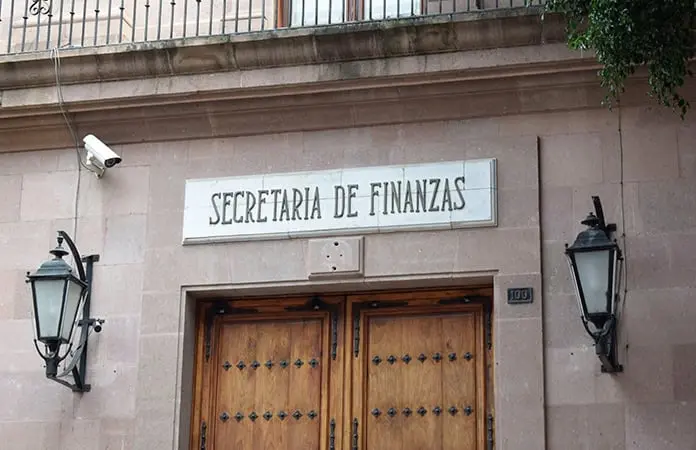 SECRETARIA DE FINANZAS
100